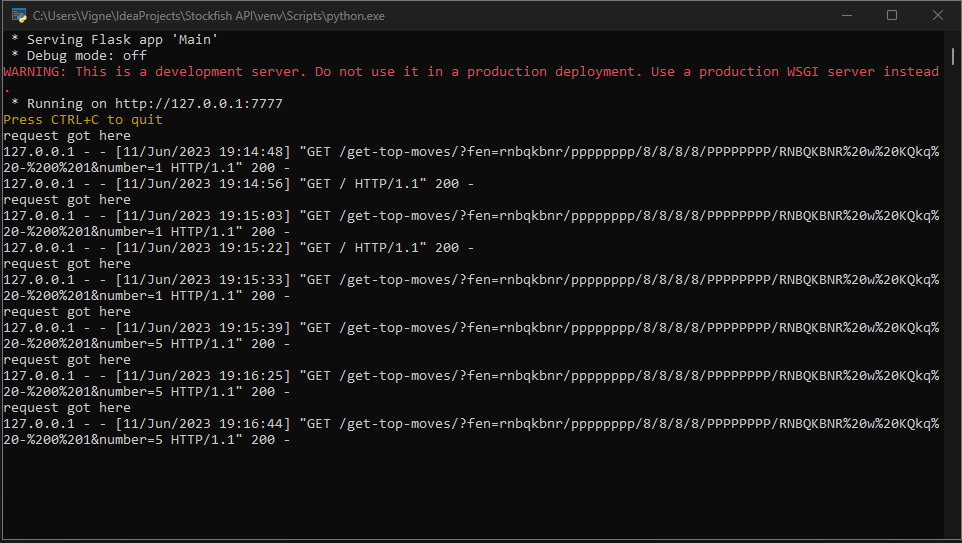 C:\Users\Vigne\IdeaProjects\Stockfish API\venv\Scripts\python.exe
* Serving Flask app 'Main'
* Debug mode: off
WARNING: This is a development server. Do not use it in a production deployment. Use a production WSGI server instead
.
* Running on http://127.0.0.1:7777
Press CTRL+C to quit
request got here
127.0.0.1 - - [11/Jun/2023 19:14:48] "GET /get-top-moves/?fen=rnbqkbnr/pppppppp/8/8/8/8/PPPPPPPP/RNBQKBNR%20w%20KQkq%
20-%200%201&number=1 HTTP/1.1" 200 -
127.0.0.1 - - [11/Jun/2023 19:14:56] "GET / HTTP/1.1" 200 -
request got here
127.0.0.1 - - [11/Jun/2023 19:15:03] "GET /get-top-moves/?fen=rnbqkbnr/pppppppp/8/8/8/8/PPPPPPPP/RNBQKBNR%20w%20KQkq%
20-%200%201&number=1 HTTP/1.1" 200 -
127.0.0.1 - - [11/Jun/2023 19:15:22] "GET / HTTP/1.1" 200 -
request got here
127.0.0.1 - - [11/Jun/2023 19:15:33] "GET /get-top-moves/?fen=rnbqkbnr/pppppppp/8/8/8/8/PPPPPPPP/RNBQKBNR%20w%20KQkq%
20-%200%201&number=1 HTTP/1.1" 200 -
request got here
127.0.0.1 - - [11/Jun/2023 19:15:39] "GET /get-top-moves/?fen=rnbqkbnr/pppppppp/8/8/8/8/PPPPPPPP/RNBQKBNR%20w%20KQkq%
20-%200%201&number=5 HTTP/1.1" 200 -
request got here
127.0.0.1 - - [11/Jun/2023 19:16:25] "GET /get-top-moves/?fen=rnbqkbnr/pppppppp/8/8/8/8/PPPPPPPP/RNBQKBNR%20w%20KQkq%
20-%200%201&number=5 HTTP/1.1" 200 -
request got here
127.0.0.1 - - [11/Jun/2023 19:16:44] "GET /get-top-moves/?fen=rnbqkbnr/pppppppp/8/8/8/8/PPPPPPPP/RNBQKBNR%20w%20KQkq%
20-%200%201&number=5 HTTP/1.1" 200 -